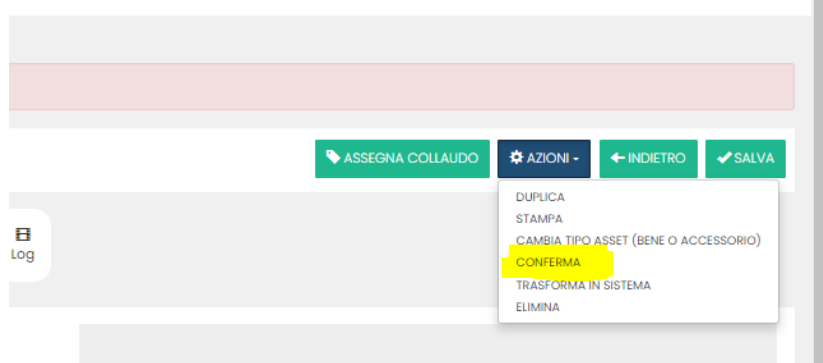 ASSEGNA COLLAUDO AZIONI INDIETRO SALVA
DUPLICA
STAMPA
CAMBIA TIPO ASSET (BENE O ACCESSORIO)
CONFERMA
TRASFORMA IN SISTEMA
ELIMINA
Log